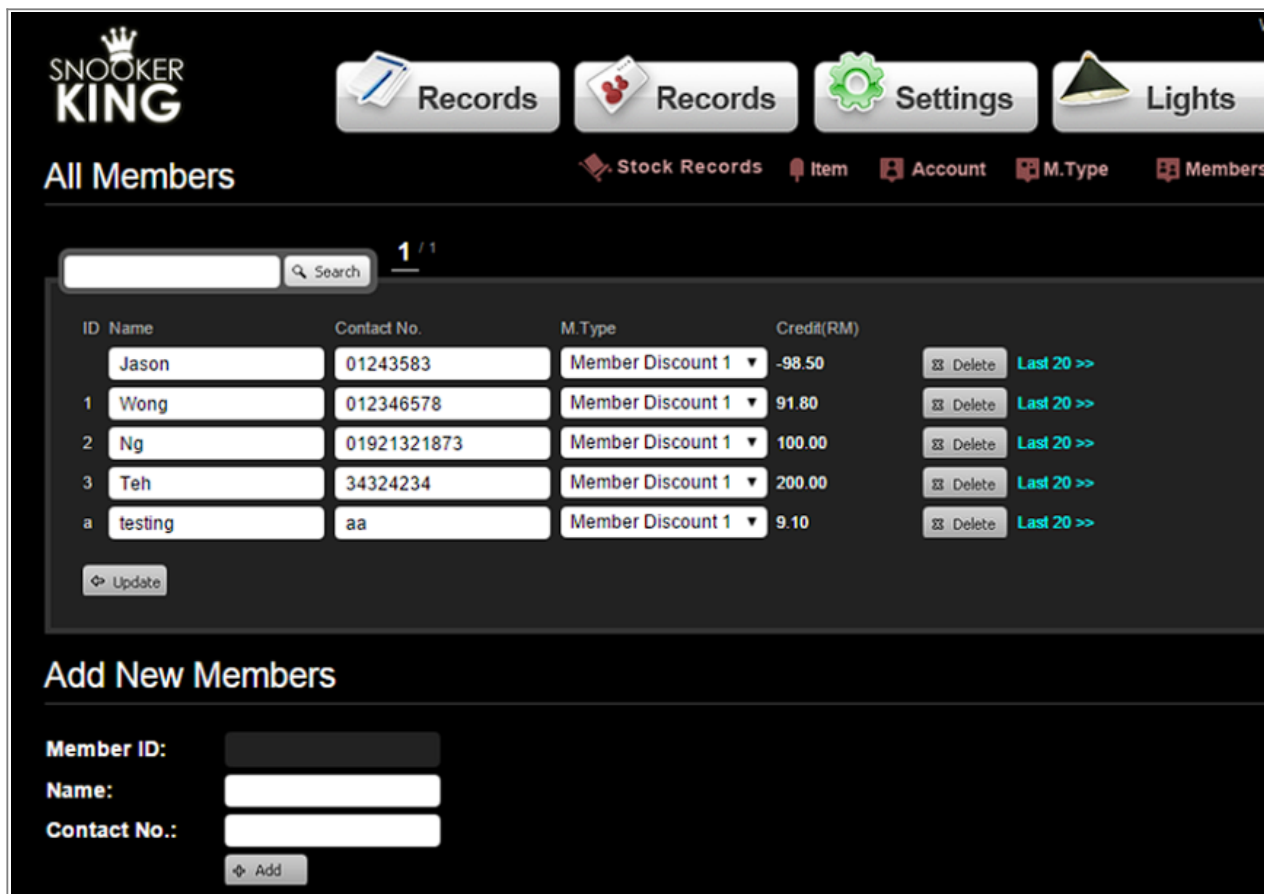 SNOOKER
KING
Records
Records
Settings
Lights
All Members
Stock Records
Item
Account
M.Type
Members
Search
1 / 1
ID Name Contact No. M.Type Credit(RM)
Jason 01243583 Member Discount 1 -98.50 Delete Last 20 >>
1 Wong 012346578 Member Discount 1 91.80 Delete Last 20 >>
2 Ng 01921321873 Member Discount 1 100.00 Delete Last 20 >>
3 Teh 34324234 Member Discount 1 200.00 Delete Last 20 >>
a testing aa Member Discount 1 9.10 Delete Last 20 >>
Update
Add New Members
Member ID:
Name:
Contact No.:
Add